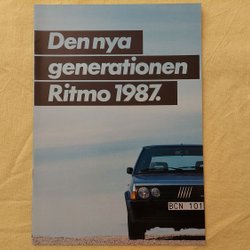 Den nya
generationen
Ritmo 1987.
BCN 101